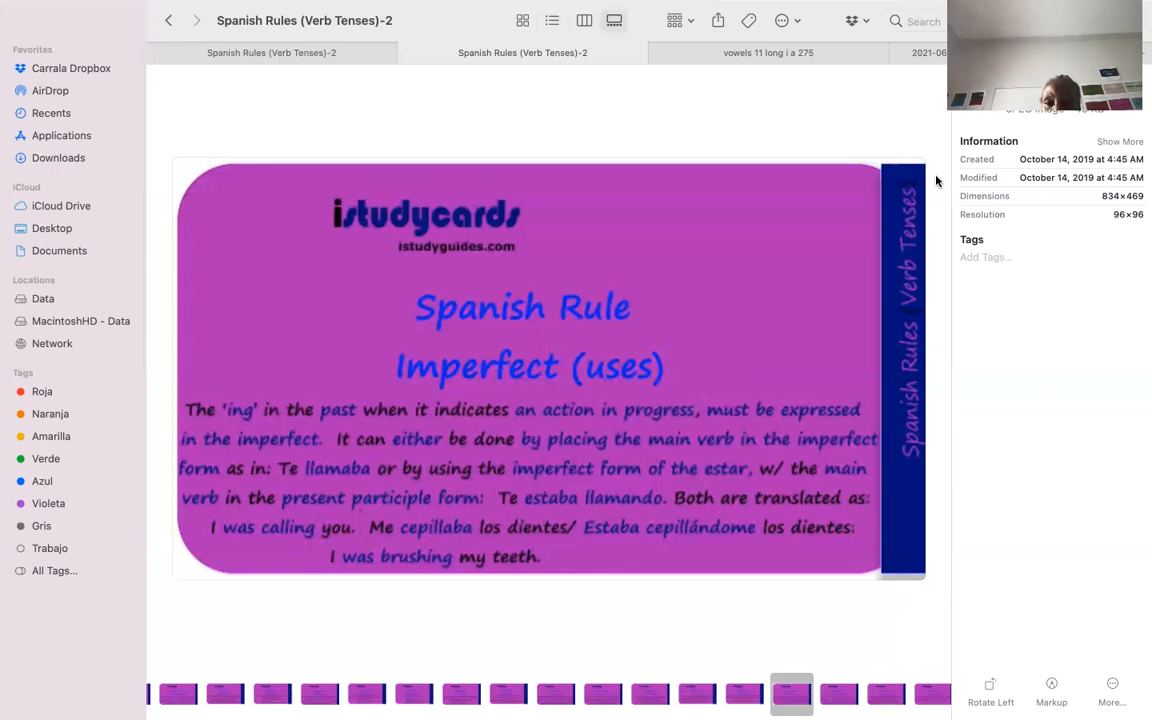 Spanish Rules (Verb Tenses)-2
Search
Spanish Rules (Verb Tenses)-2
Spanish Rules (Verb Tenses)-2
vowels 11 long i a 275
2021-06
Favorites
Carrala Dropbox
AirDrop
Recents
Applications
Downloads
iCloud
iCloud Drive
Desktop
Documents
Locations
Data
MacintoshHD - Data
Network
Tags
Roja
Naranja
Amarilla
Verde
Azul
Violeta
Gris
Trabajo
All Tags...
istudycards
istudyguides.com
Spanish Rule
Imperfect (uses)
The 'ing' in the past when it indicates an action in progress, must be expressed
in the imperfect. It can either be done by placing the main verb in the imperfect
form as in: Te llamaba or by using the imperfect form of the estar, w/ the main
verb in the present participle form: Te estaba llamando. Both are translated as:
I was calling you. Me cepillaba los dientes/ Estaba cepillándome los dientes:
I was brushing my teeth.
Spanish Rules (Verb Tenses)
Information
Show More
Created October 14, 2019 at 4:45 AM
Modified October 14, 2019 at 4:45 AM
Dimensions 834×469
Resolution 96×96
Tags
Add Tags...
Rotate Left
Markup
More...